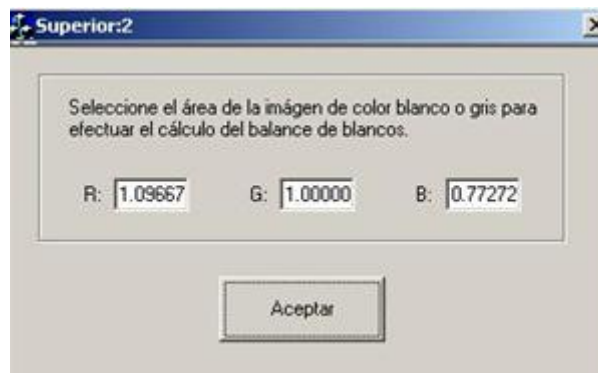 Superior:2
Seleccione el área de la imágen de color blanco o gris para
efectuar el cálculo del balance de blancos.
R: 1.09667 G: 1.00000 B: 0.77272
Aceptar